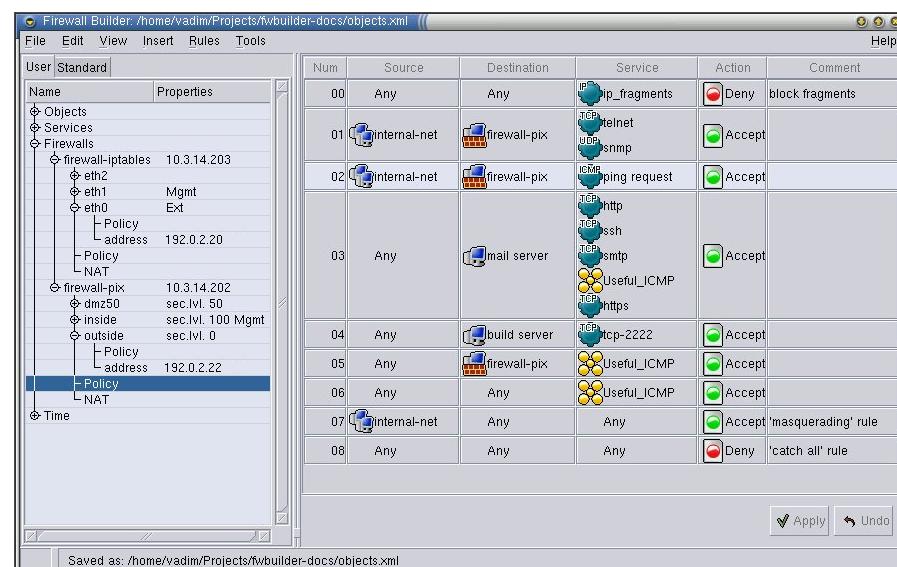 Firewall Builder: /home/vadim/Projects/fwbuilder-docs/objects.xml
File Edit View Insert Rules Tools Help
User Standard
Name Properties
Objects
Services
Firewalls
firewall-iptables 10.3.14.203
eth2
eth1 Mgmt
eth0 Ext
Policy
address 192.0.2.20
Policy
NAT
firewall-pix 10.3.14.202
dmz50 sec.lvl. 50
inside sec.lvl. 100 Mgmt
outside sec.lvl. 0
Policy
address 192.0.2.22
Policy
NAT
Time
Num Source Destination Service Action Comment
00 Any Any IP ip_fragments Deny block fragments
01 internal-net firewall-pix TCP telnet Accept
UDP snmp
02 internal-net firewall-pix ICMP ping request Accept
TCP http
TCP ssh
03 Any mail server TCP smtp Accept
Useful_ICMP
TCP https
04 Any build server TCP tcp-2222 Accept
05 Any firewall-pix Useful_ICMP Accept
06 Any Any Useful_ICMP Accept
07 internal-net Any Any Accept 'masquerading' rule
08 Any Any Any Deny 'catch all' rule
Apply Undo
Saved as: /home/vadim/Projects/fwbuilder-docs/objects.xml